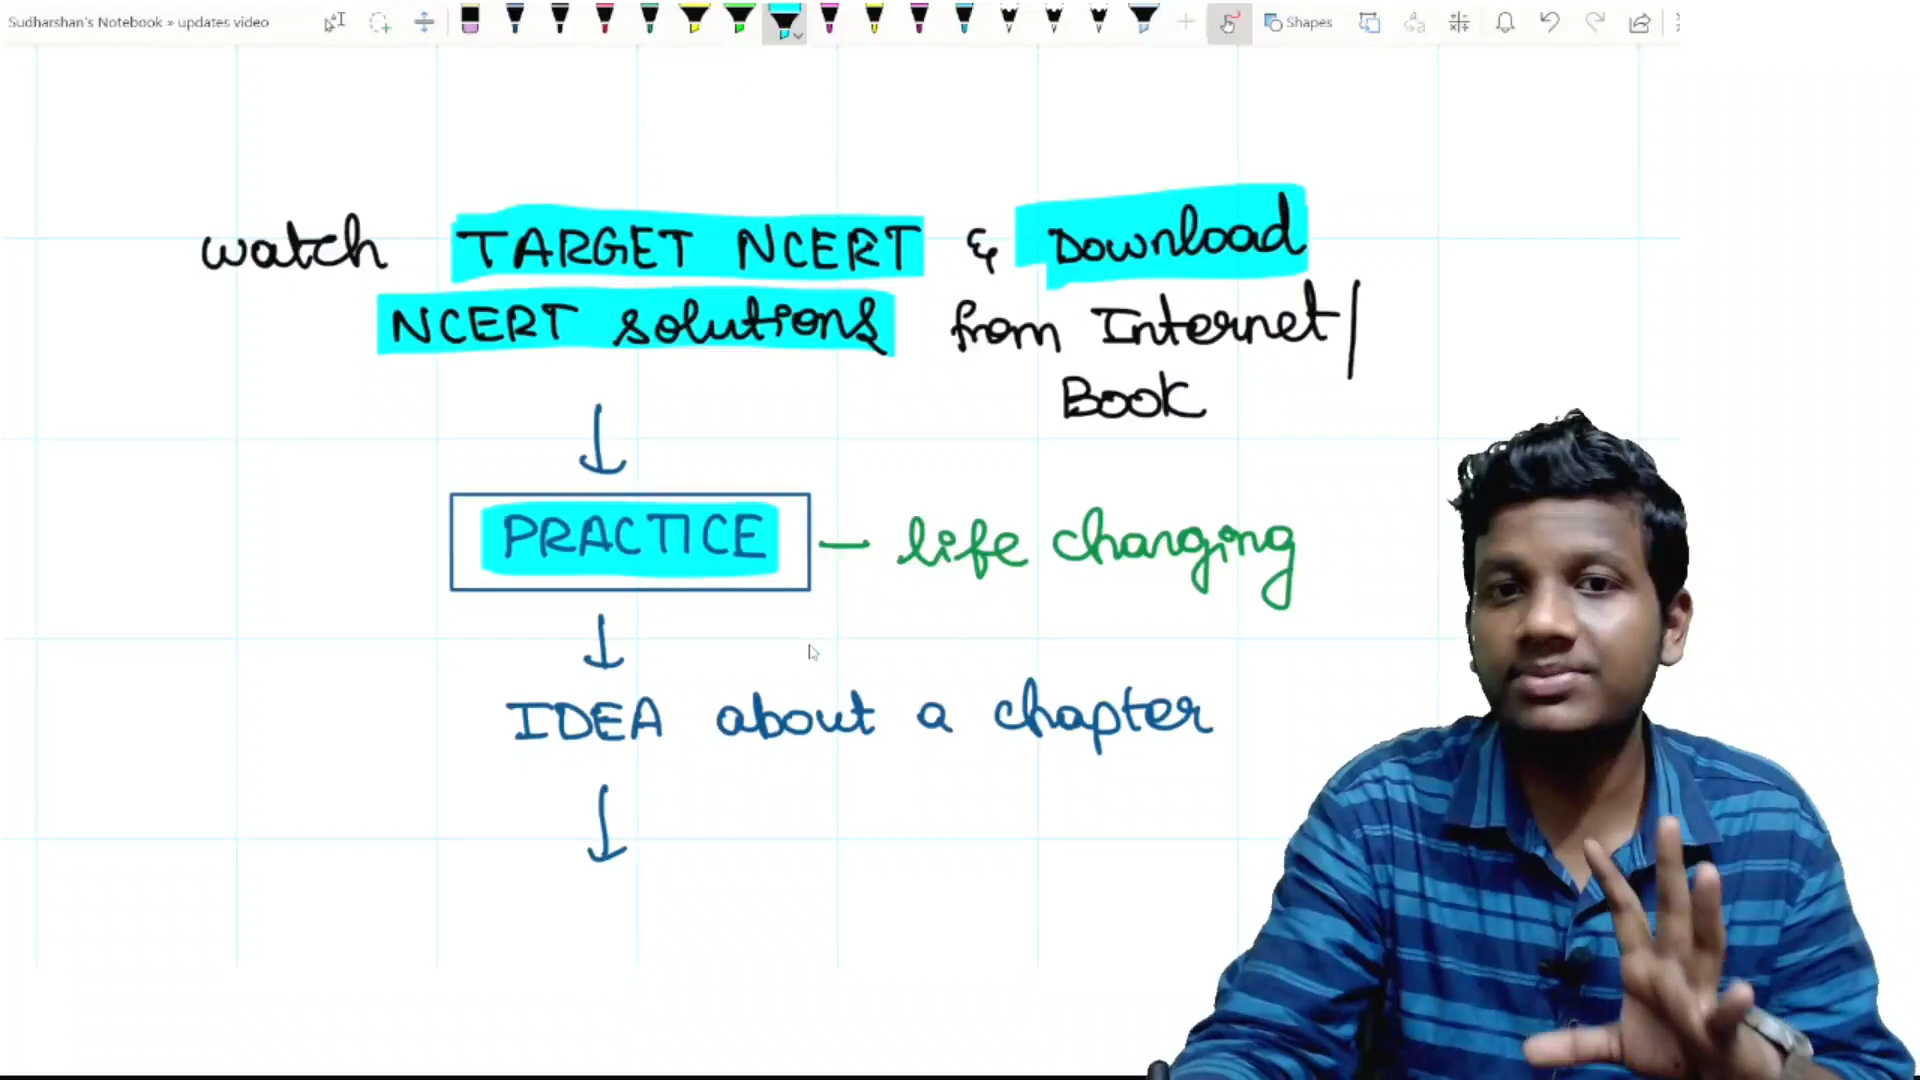 Sudharshan's Notebook » updates video
Shapes
watch TARGET NCERT & Download
NCERT solutions from Internet/
Book
PRACTICE — life changing
IDEA about a chapter